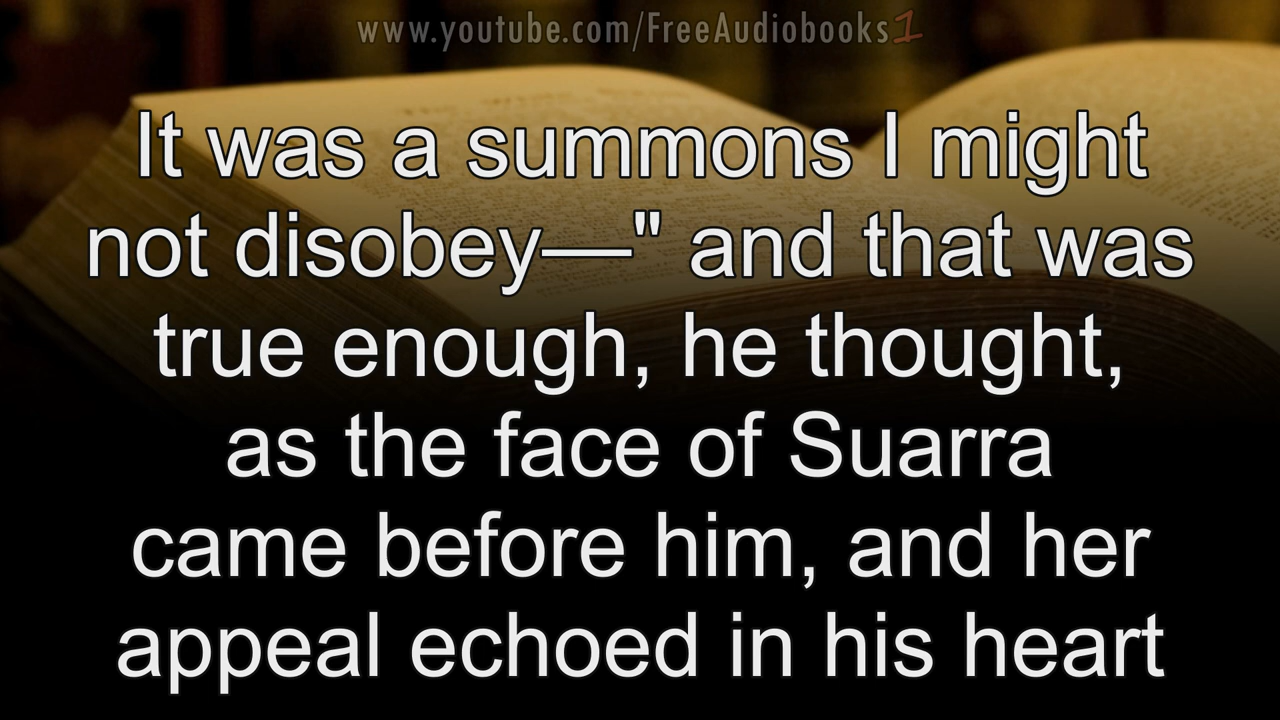 www.youtube.com/FreeAudiobooks1
It was a summons I might
not disobey—" and that was
true enough, he thought,
as the face of Suarra
came before him, and her
appeal echoed in his heart